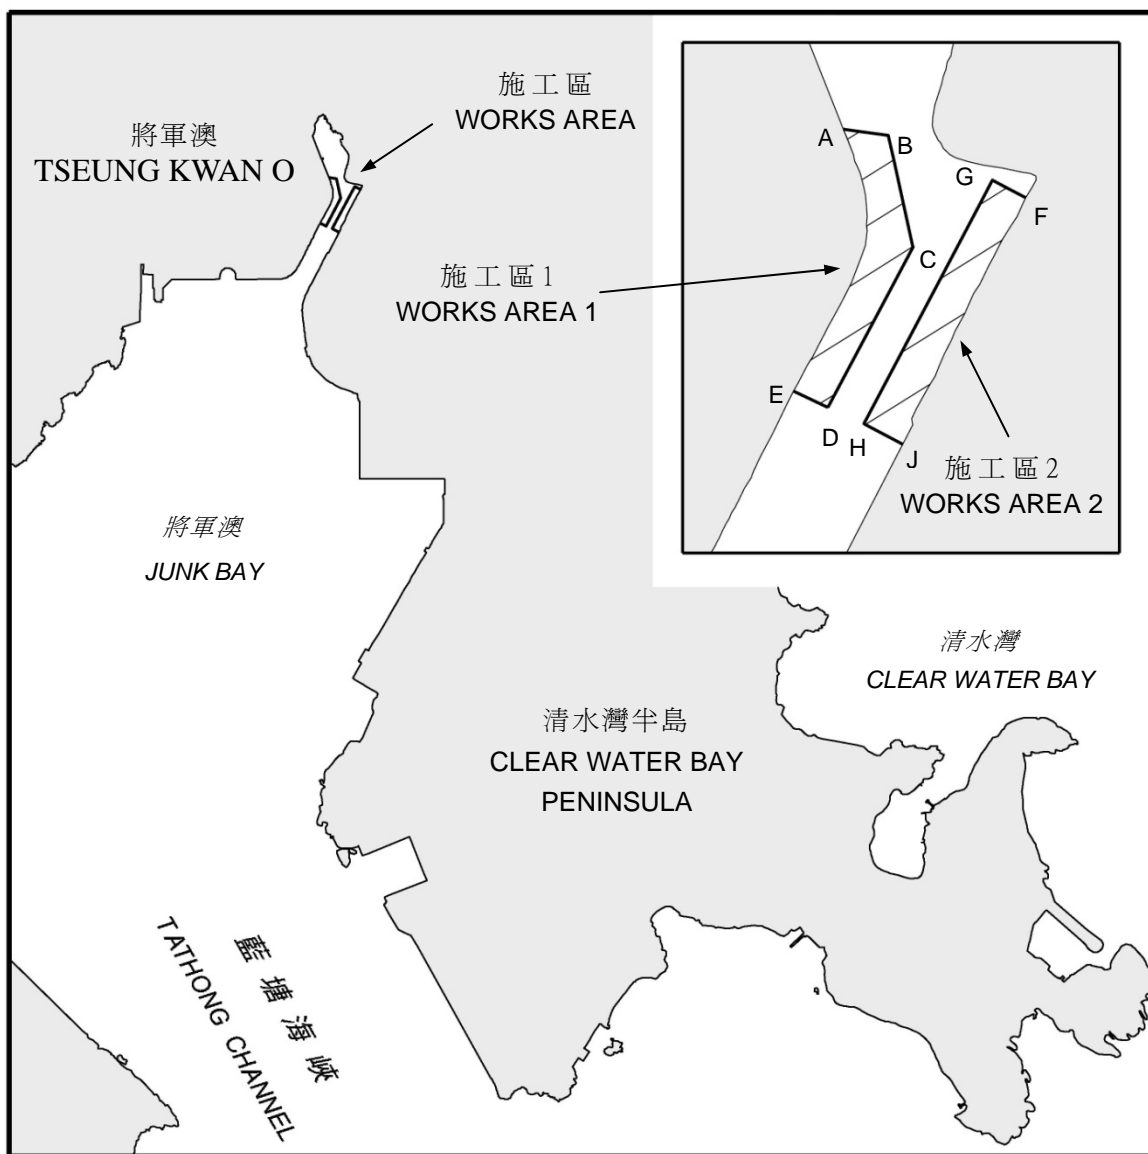 施工區
WORKS AREA
將軍澳
TSEUNG KWAN O
A
B
G
F
C
施工區1
WORKS AREA 1
E
D
H
J
施工區2
WORKS AREA 2
將軍澳
JUNK BAY
清水灣
CLEAR WATER BAY
清水灣半島
CLEAR WATER BAY
PENINSULA
藍塘海峽
TATHONG CHANNEL